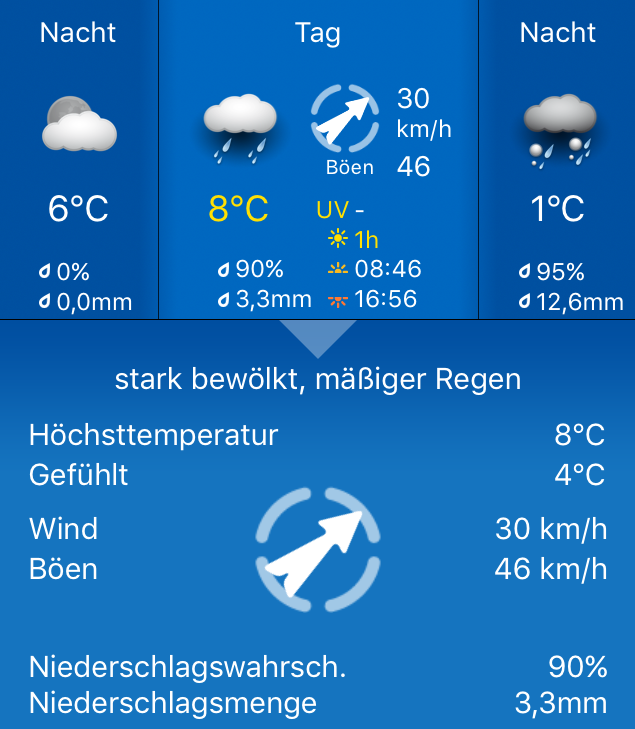 Nacht
6°C
0%
0,0mm
Tag
30
km/h
Böen 46
8°C
UV -
1h
90%
08:46
3,3mm
16:56
Nacht
1°C
95%
12,6mm
stark bewölkt, mäßiger Regen
Höchsttemperatur 8°C
Gefühlt 4°C
Wind 30 km/h
Böen 46 km/h
Niederschlagswahrsch. 90%
Niederschlagsmenge 3,3mm